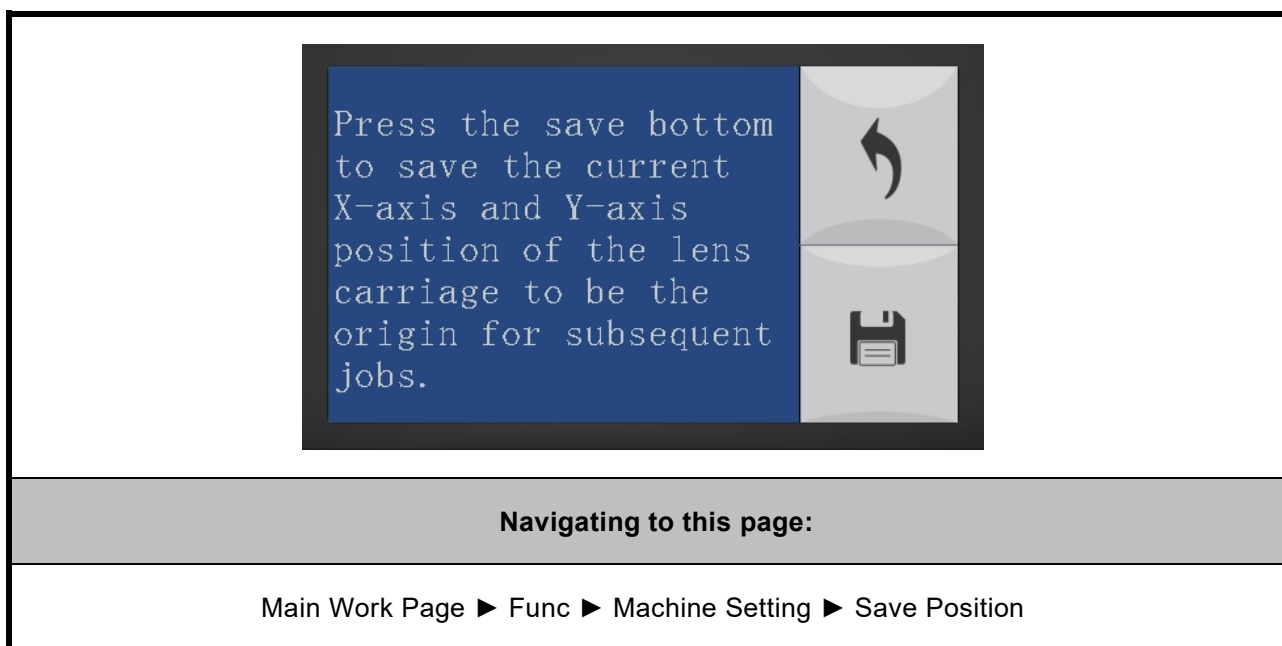 Press the save bottom
to save the current
X-axis and Y-axis
position of the lens
carriage to be the
origin for subsequent
jobs.
Navigating to this page:
Main Work Page ► Func ► Machine Setting ► Save Position